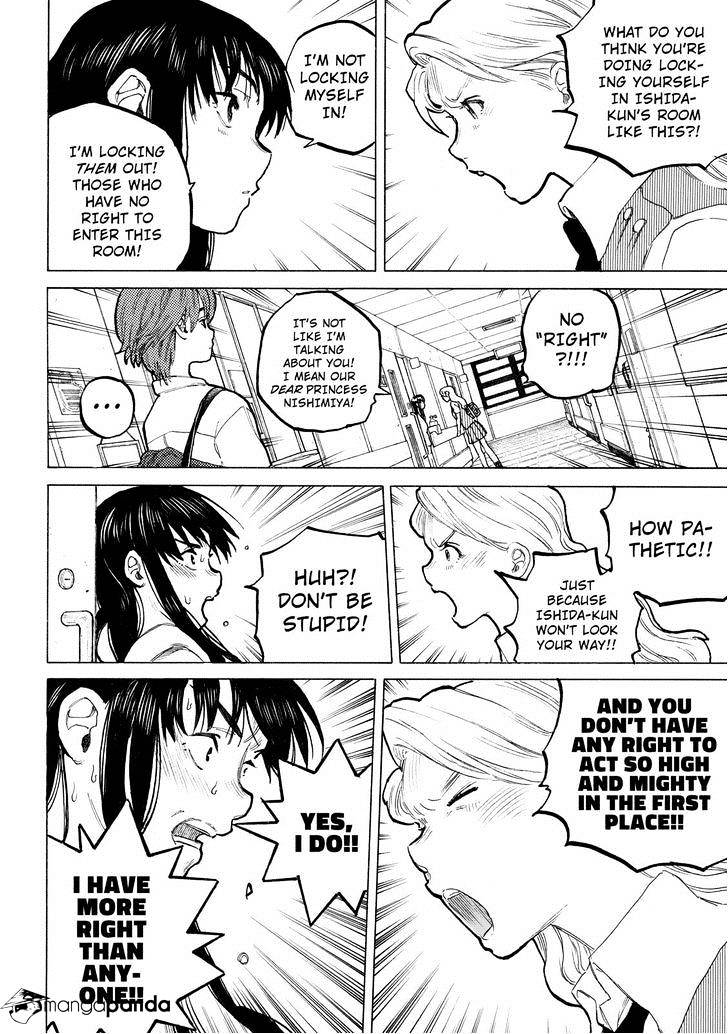 WHAT DO YOU
THINK YOU'RE
DOING LOCK-
ING YOURSELF
IN ISHIDA-
KUN'S ROOM
LIKE THIS?!
I'M NOT
LOCKING
MYSELF
IN!
I'M LOCKING
THEM OUT!
THOSE WHO
HAVE NO
RIGHT TO
ENTER THIS
ROOM!
NO
"RIGHT"
?!!!
IT'S NOT
LIKE I'M
TALKING
ABOUT YOU!
I MEAN OUR
DEAR PRINCESS
NISHIMIYA!
...
HOW PA-
THETIC!!
JUST
BECAUSE
ISHIDA-KUN
WON'T LOOK
YOUR WAY!!
HUH?!
DON'T BE
STUPID!
AND YOU
DON'T HAVE
ANY RIGHT TO
ACT SO HIGH
AND MIGHTY
IN THE FIRST
PLACE!!
YES,
I DO!!
I HAVE
MORE
RIGHT
THAN
ANY-
ONE!!
mangapanda